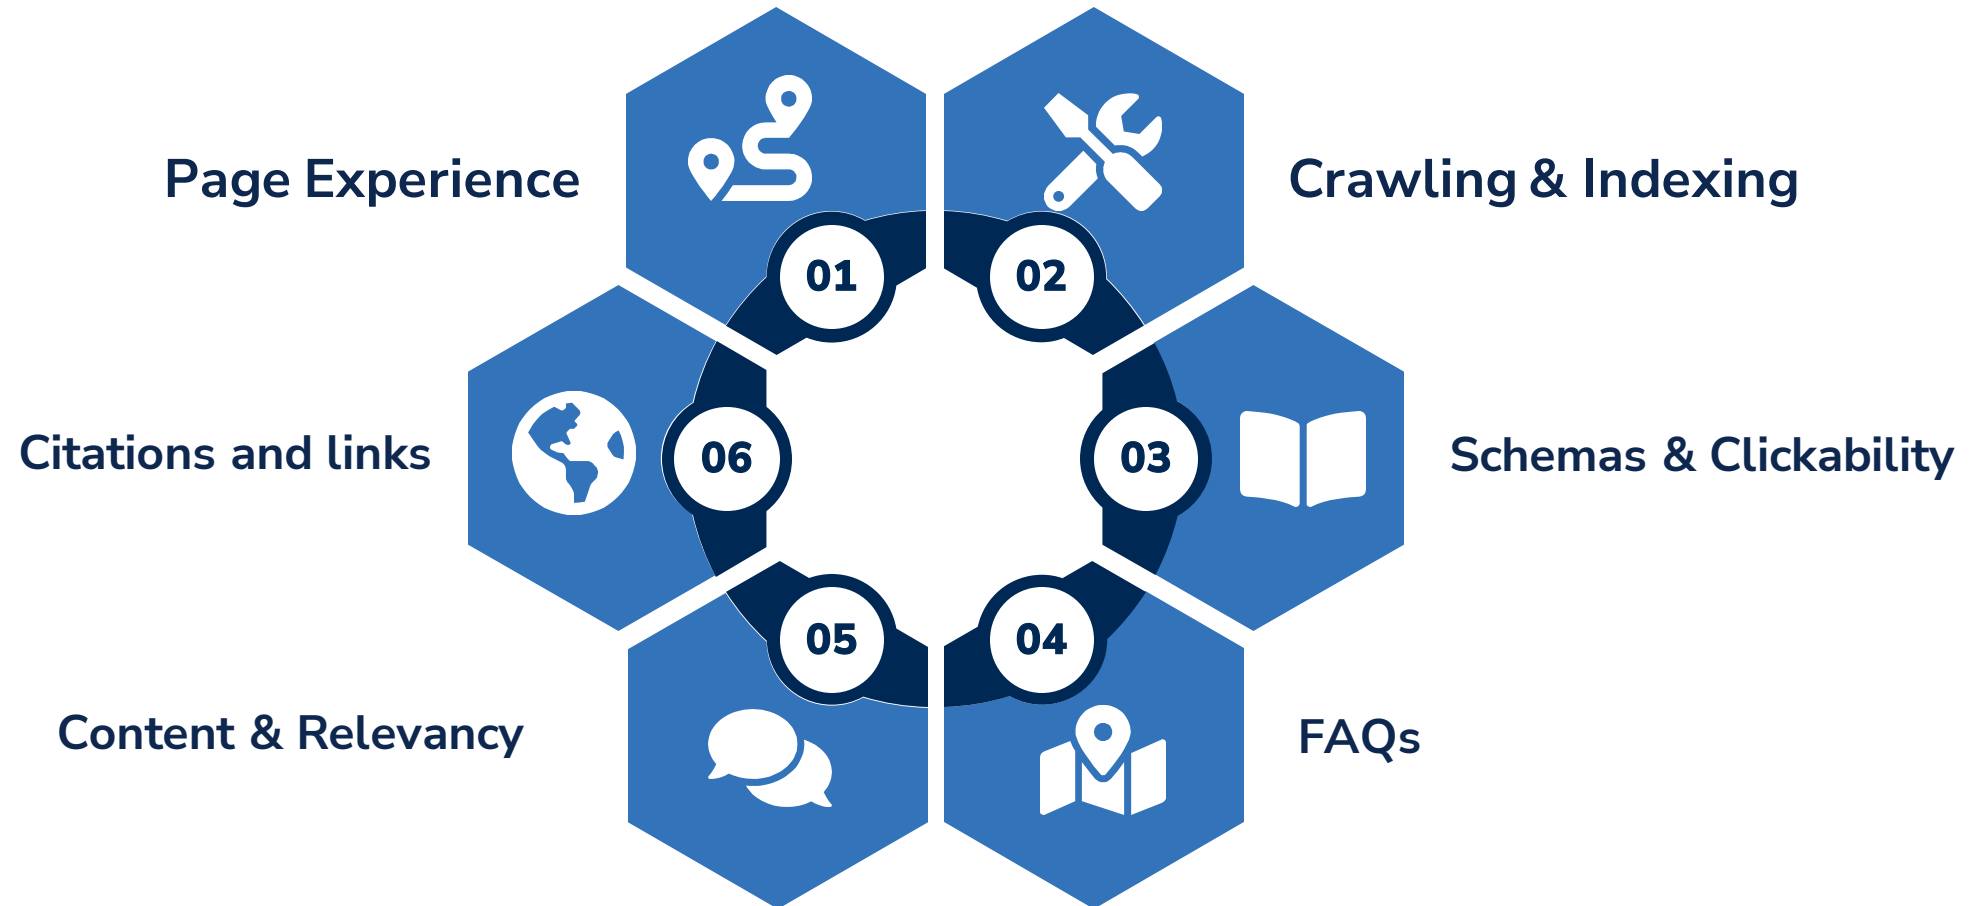 Page Experience
Crawling & Indexing
01
02
Citations and links
06
03
Schemas & Clickability
05
04
Content & Relevancy
FAQs